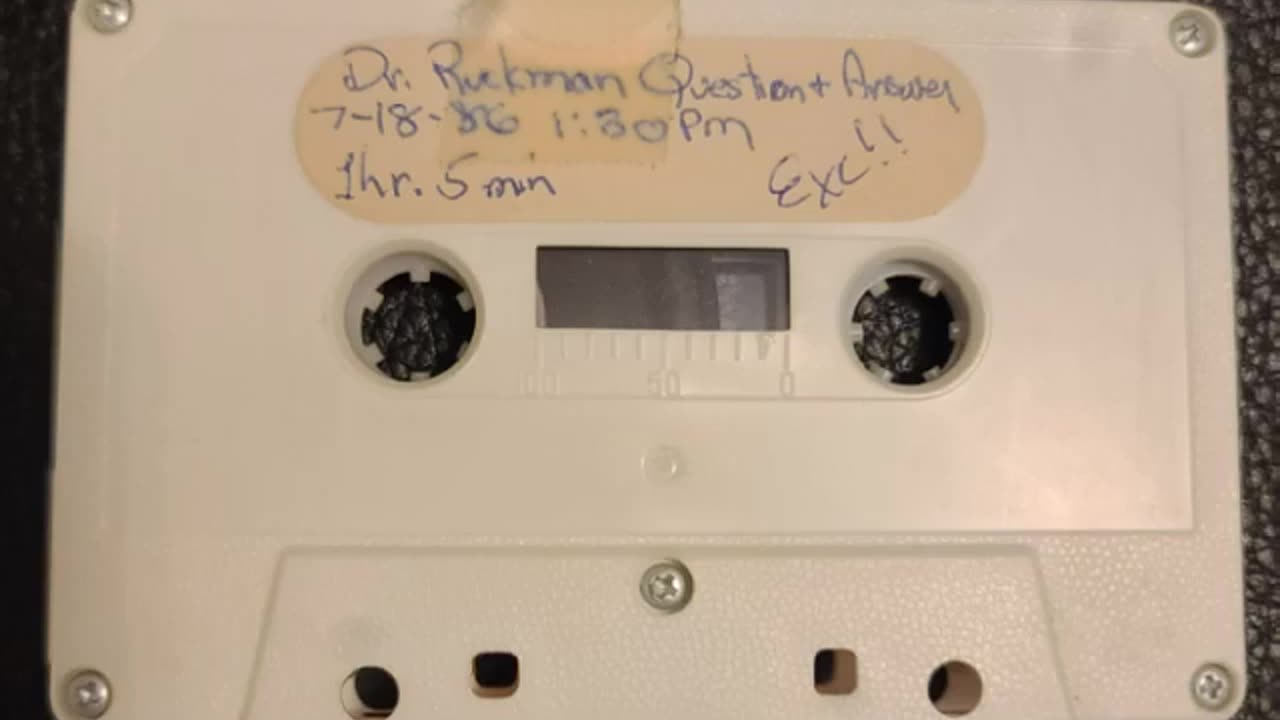 Dr. Ruckman Question + Answer
7-18-86 1:30 Pm
1hr. 5 min Exc!!
100 50 0